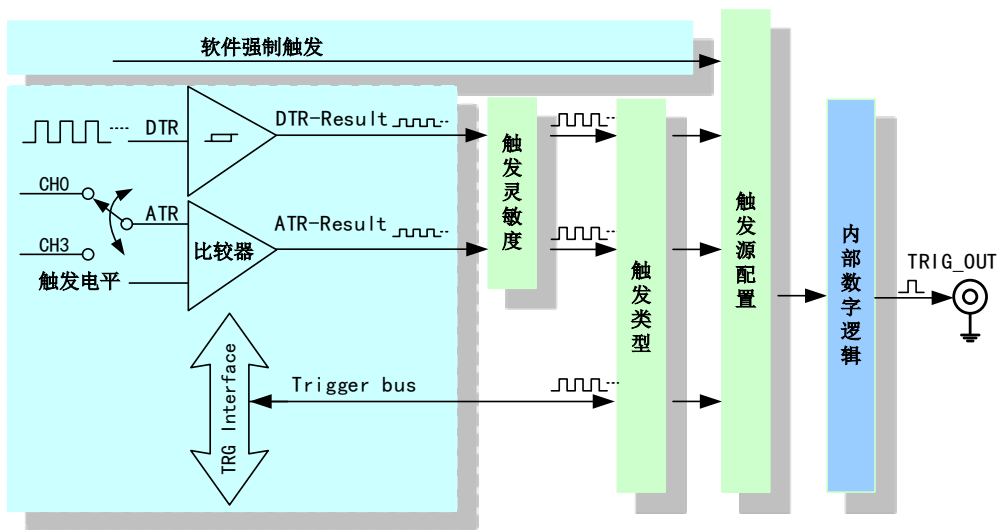 软件强制触发
DTR
DTR-Result
CH0
ATR
ATR-Result
CH3
触发电平
比较器
TRG Interface
Trigger bus
触发灵敏度
触发类型
触发源配置
内部数字逻辑
TRIG_OUT